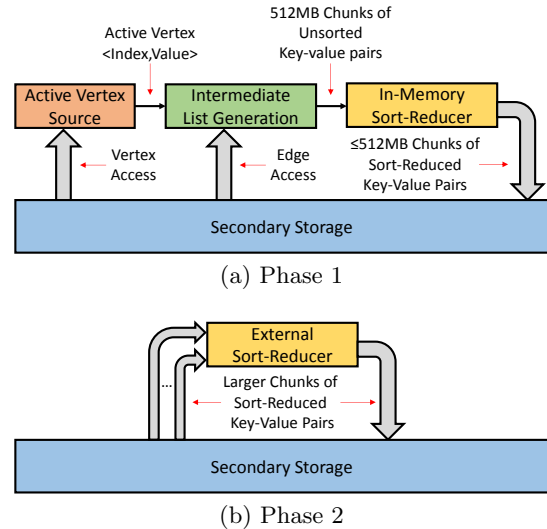 Active Vertex
<Index,Value>
512MB Chunks of
Unsorted
Key-value pairs
Active Vertex
Source
Intermediate
List Generation
In-Memory
Sort-Reducer
Vertex
Access
Edge
Access
≤512MB Chunks of
Sort-Reduced
Key-Value Pairs
Secondary Storage
(a) Phase 1
External
Sort-Reducer
...
Larger Chunks of
Sort-Reduced
Key-Value Pairs
Secondary Storage
(b) Phase 2